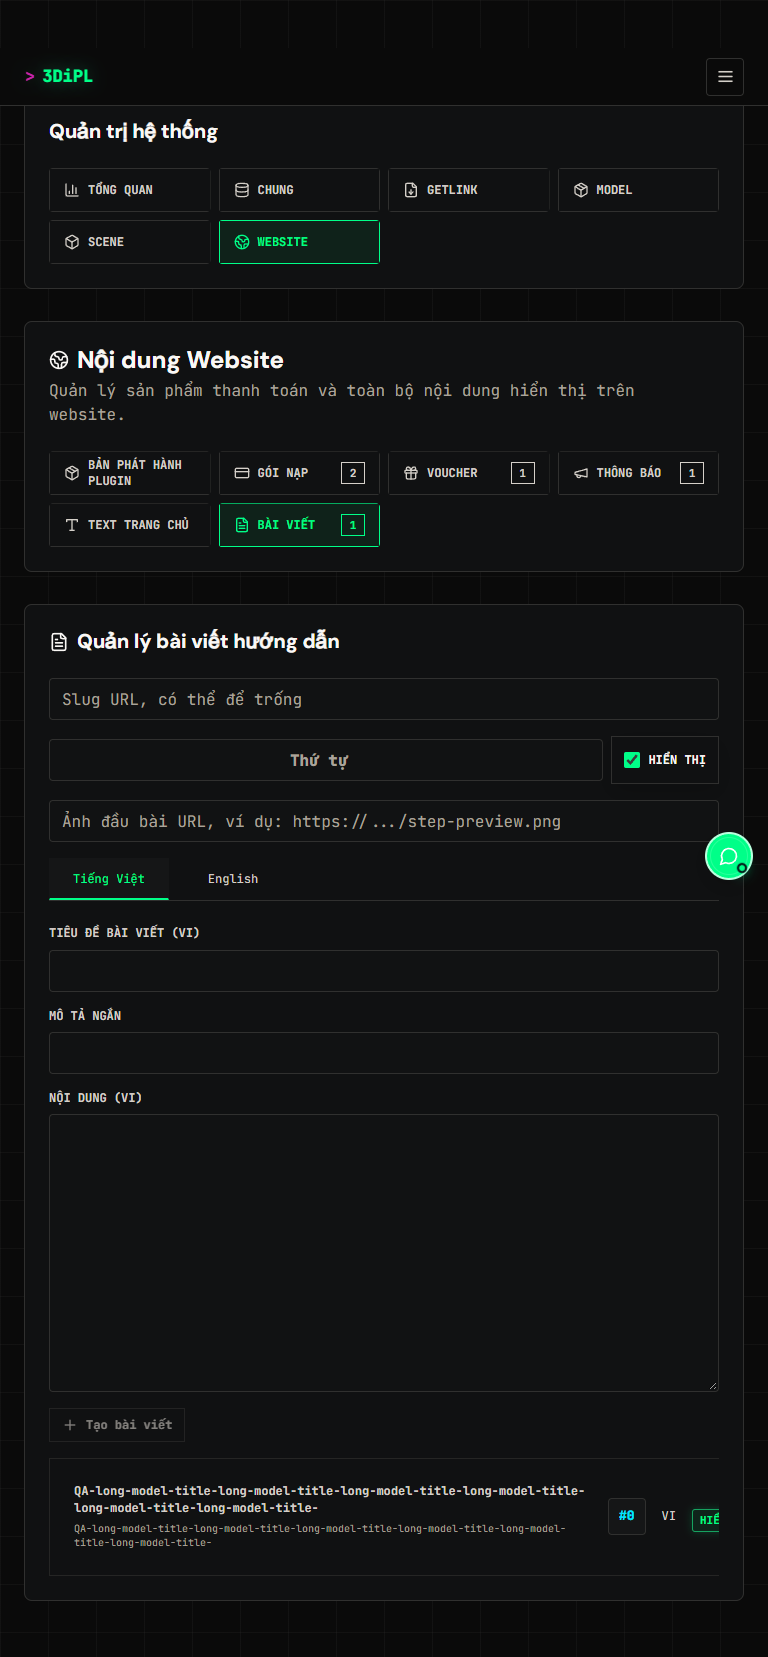 > 3DiPL
Quản trị hệ thống
TỔNG QUAN
CHUNG
GETLINK
MODEL
SCENE
WEBSITE
Nội dung Website
Quản lý sản phẩm thanh toán và toàn bộ nội dung hiển thị trên
website.
BẢN PHÁT HÀNH
PLUGIN
GÓI NẠP 2
VOUCHER 1
THÔNG BÁO 1
TEXT TRANG CHỦ
BÀI VIẾT 1
Quản lý bài viết hướng dẫn
Slug URL, có thể để trống
Thứ tự
HIỂN THỊ
Ảnh đầu bài URL, ví dụ: https://.../step-preview.png
Tiếng Việt
English
TIÊU ĐỀ BÀI VIẾT (VI)
MÔ TẢ NGẮN
NỘI DUNG (VI)
+ Tạo bài viết
QA-long-model-title-long-model-title-long-model-title-long-model-title-
long-model-title-long-model-title-
#0
VI
QA-long-model-title-long-model-title-long-model-title-long-model-title-long-model-
title-long-model-title-